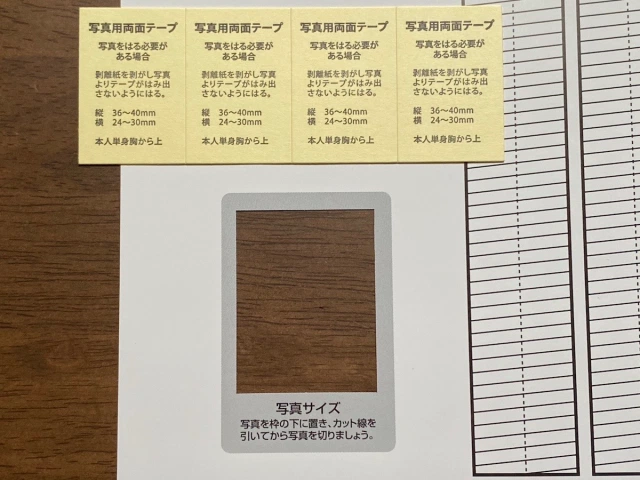 写真用両面テープ
写真をはる必要が
ある場合
剥離紙を剥がし写真
よりテープがはみ出
さないようにはる。
縦 36～40mm
横 24～30mm
本人単身胸から上
写真用両面テープ
写真をはる必要が
ある場合
剥離紙を剥がし写真
よりテープがはみ出
さないようにはる。
縦 36～40mm
横 24～30mm
本人単身胸から上
写真用両面テープ
写真をはる必要が
ある場合
剥離紙を剥がし写真
よりテープがはみ出
さないようにはる。
縦 36～40mm
横 24～30mm
本人単身胸から上
写真用両面テープ
写真をはる必要が
ある場合
剥離紙を剥がし写真
よりテープがはみ出
さないようにはる。
縦 36～40mm
横 24～30mm
本人単身胸から上
写真サイズ
写真を枠の下に置き、カット線を
引いてから写真を切りましょう。